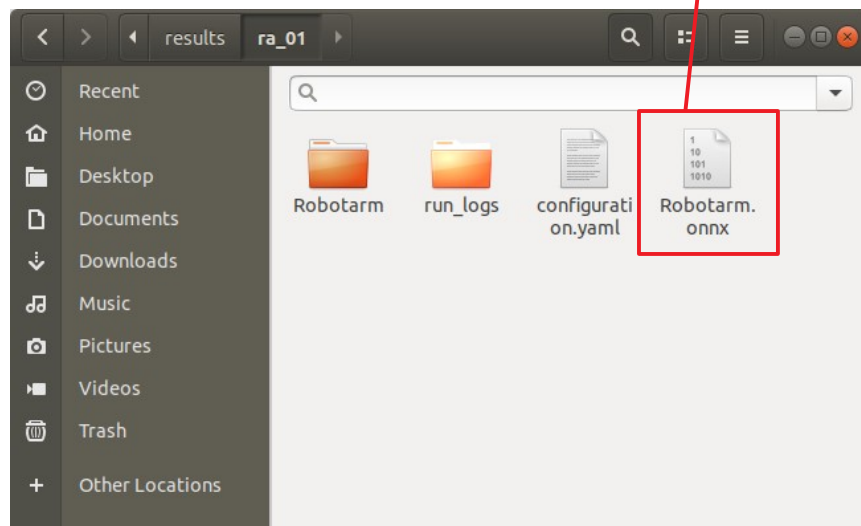 results
ra_01
Recent
Home
Desktop
Documents
Downloads
Music
Pictures
Videos
Trash
Other Locations
Robotarm
run_logs
configurati
on.yaml
1
10
101
1010
Robotarm.
onnx